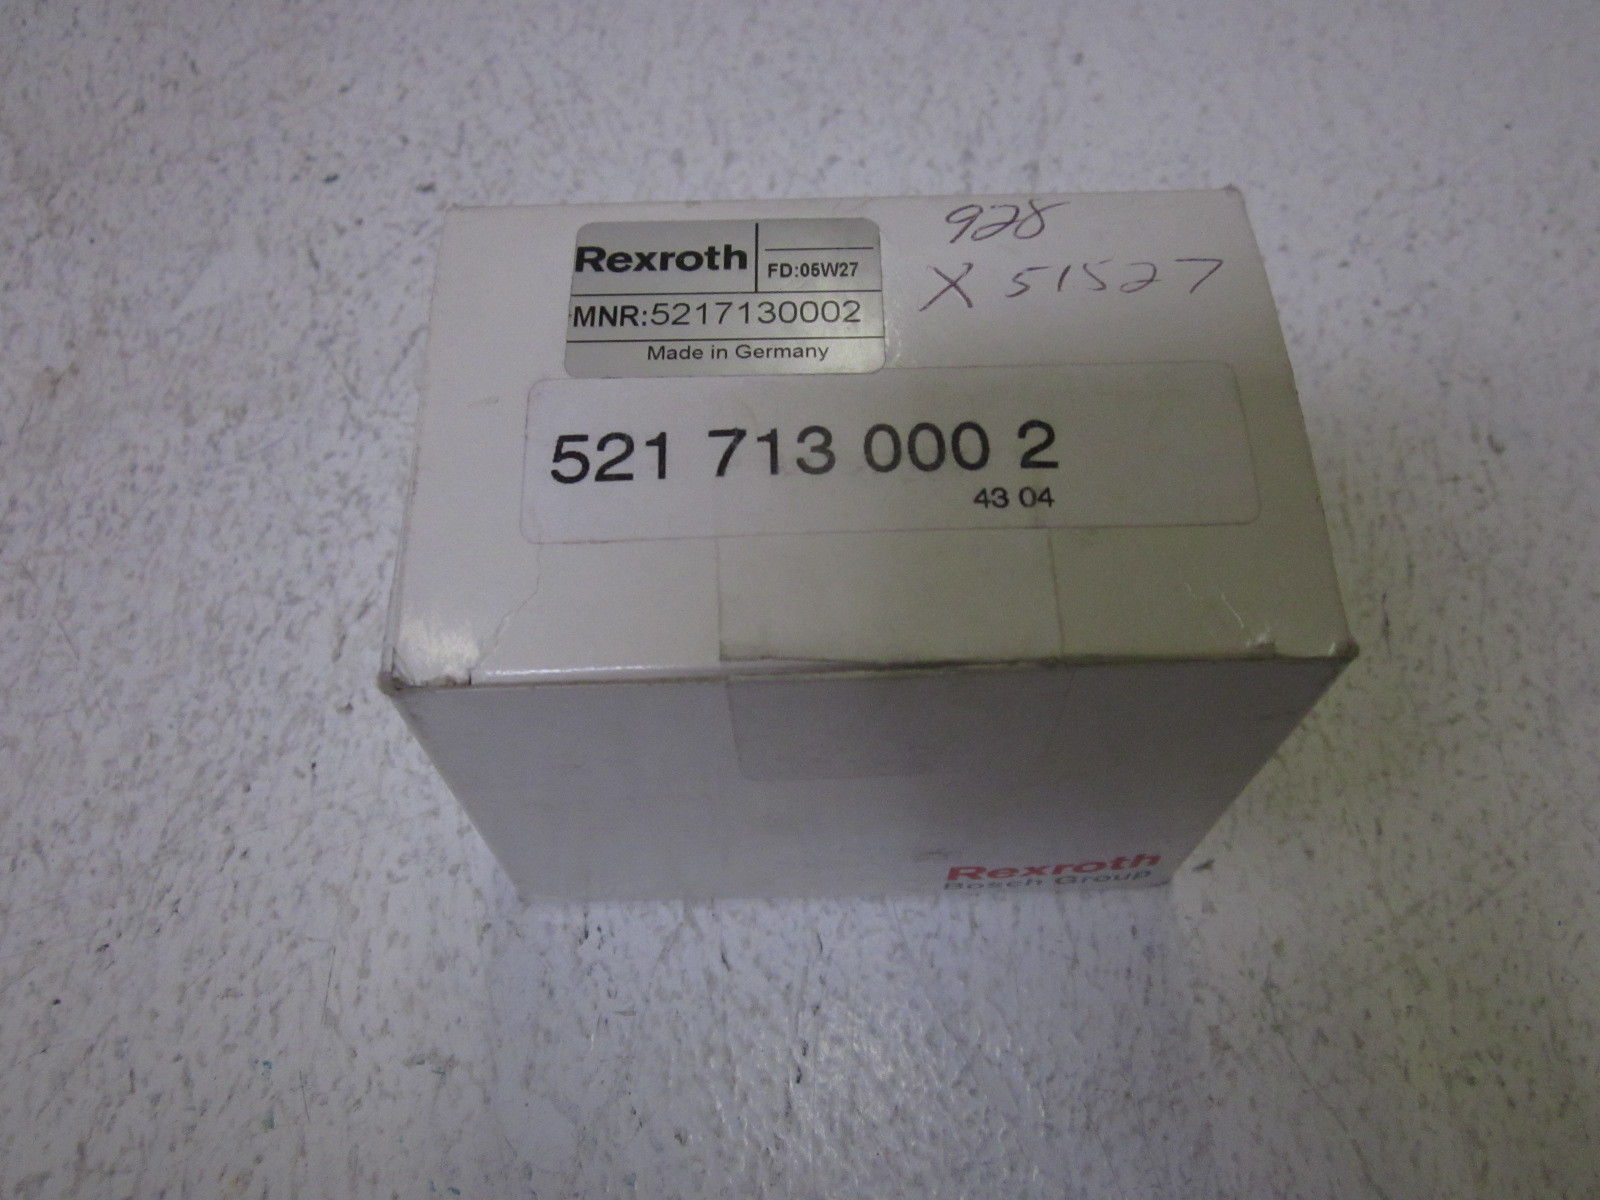 Rexroth
FD:05W27
MNR:5217130002
Made in Germany
928
X 51527
521 713 000 2
43 04
Rexroth
Bosch Group